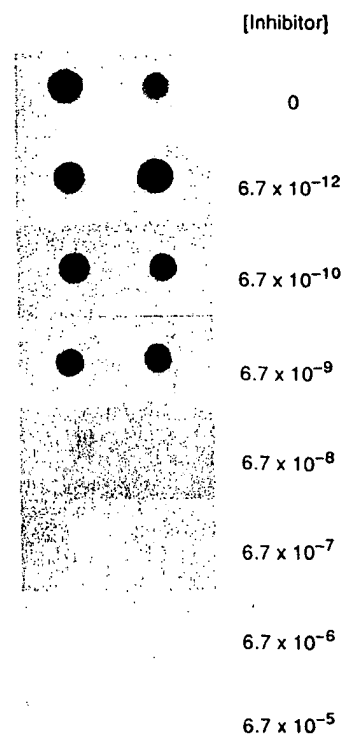 [Inhibitor]
0
6.7 x 10⁻¹²
6.7 x 10⁻¹⁰
6.7 x 10⁻⁹
6.7 x 10⁻⁸
6.7 x 10⁻⁷
6.7 x 10⁻⁶
6.7 x 10⁻⁵